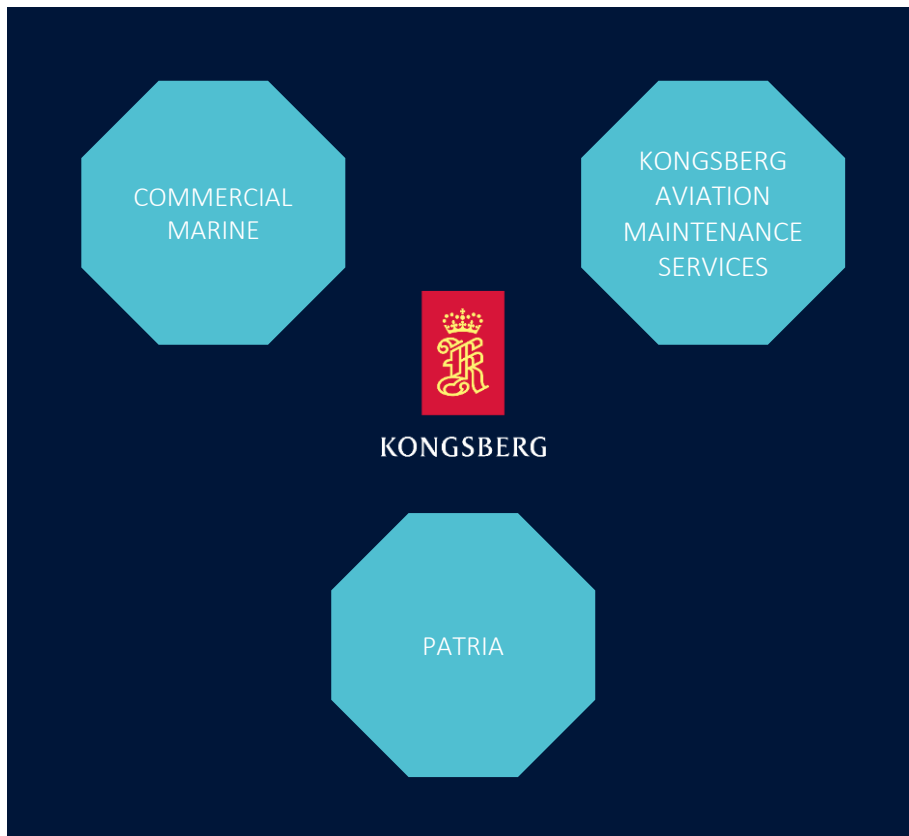 COMMERCIAL
MARINE
KONGSBERG
AVIATION
MAINTENANCE
SERVICES
KONGSBERG
PATRIA